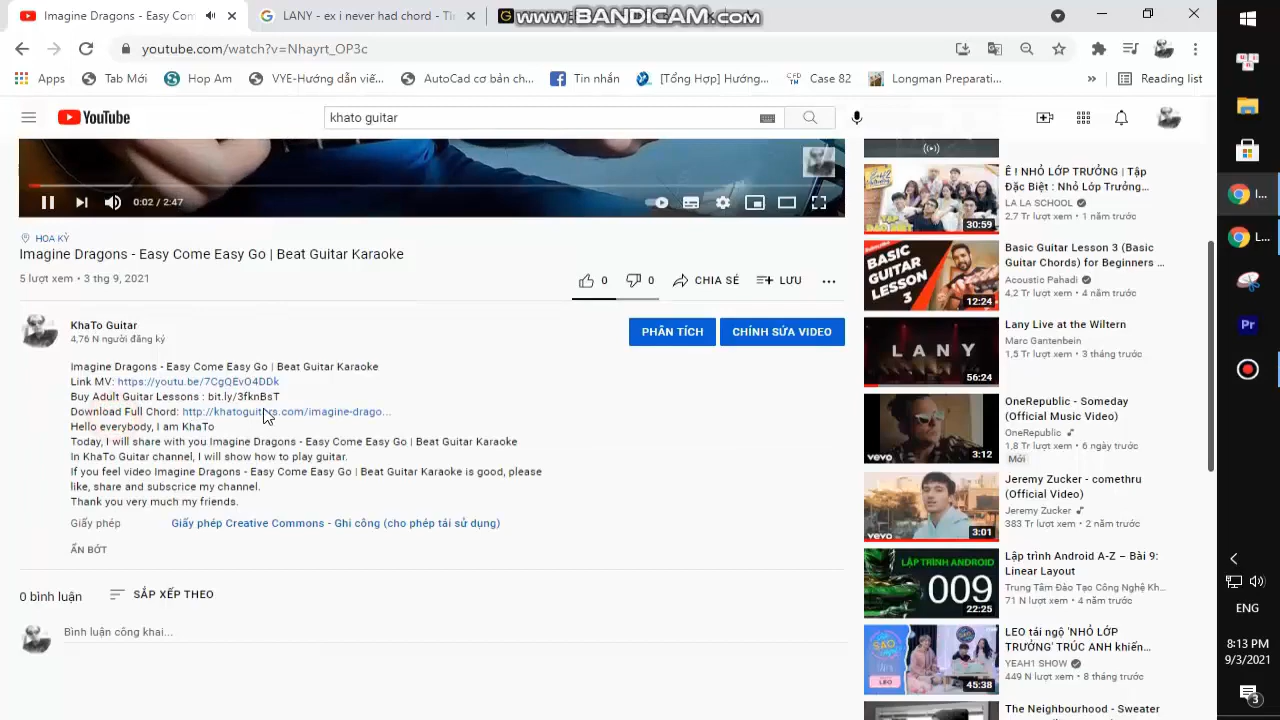 Imagine Dragons - Easy Com
LANY - ex i never had chord - Ti
www.BANDICAM.com
youtube.com/watch?v=Nhayrt_OP3c
Apps
Tab Mới
Hop Am
VYE-Hướng dẫn viế...
AutoCad cơ bản ch...
Tin nhắn
[Tổng Hợp] Hướng...
Case 82
Longman Preparati...
»
Reading list
YouTube
khato guitar
0:02 / 2:47
HOA KỲ
Imagine Dragons - Easy Come Easy Go | Beat Guitar Karaoke
5 lượt xem • 3 thg 9, 2021
0
0
CHIA SẺ
LƯU
KhaTo Guitar
4,76 N người đăng ký
PHÂN TÍCH
CHỈNH SỬA VIDEO
Imagine Dragons - Easy Come Easy Go | Beat Guitar Karaoke
Link MV: https://youtu.be/7CgQEvO4DDk
Buy Adult Guitar Lessons : bit.ly/3fknBsT
Download Full Chord: http://khatoguitars.com/imagine-drago...
Hello everybody, I am KhaTo
Today, I will share with you Imagine Dragons - Easy Come Easy Go | Beat Guitar Karaoke
In KhaTo Guitar channel, I will show how to play guitar.
If you feel video Imagine Dragons - Easy Come Easy Go | Beat Guitar Karaoke is good, please
like, share and subscrice my channel.
Thank you very much my friends.
Giấy phép
Giấy phép Creative Commons - Ghi công (cho phép tái sử dụng)
ẨN BỚT
0 bình luận
SẮP XẾP THEO
Bình luận công khai...
30:59
Ê ! NHỎ LỚP TRƯỞNG | Tập
Đặc Biệt : Nhỏ Lớp Trưởng...
LA LA SCHOOL
2,7 Tr lượt xem • 1 năm trước
BASIC
GUITAR
LESSON
3
12:24
Basic Guitar Lesson 3 (Basic
Guitar Chords) for Beginners ...
Acoustic Pahadi
4,2 Tr lượt xem • 4 năm trước
LANY
56:24
Lany Live at the Wiltern
Marc Gantenbein
1,5 Tr lượt xem • 3 tháng trước
vevo
3:12
OneRepublic - Someday
(Official Music Video)
OneRepublic
1,8 Tr lượt xem • 6 ngày trước
Mới
vevo
3:01
Jeremy Zucker - comethru
(Official Video)
Jeremy Zucker
383 Tr lượt xem • 2 năm trước
LẬP TRÌNH ANDROID
009
22:25
Lập trình Android A-Z – Bài 9:
Linear Layout
Trung Tâm Đào Tạo Công Nghệ Kh...
71 N lượt xem • 4 năm trước
LEO
45:38
LEO tái ngộ 'NHỎ LỚP
TRƯỞNG' TRÚC ANH khiến...
YEAH1 SHOW
449 N lượt xem • 8 tháng trước
The Neighbourhood - Sweater
I...
L...
Pr
ENG
8:13 PM
9/3/2021
3